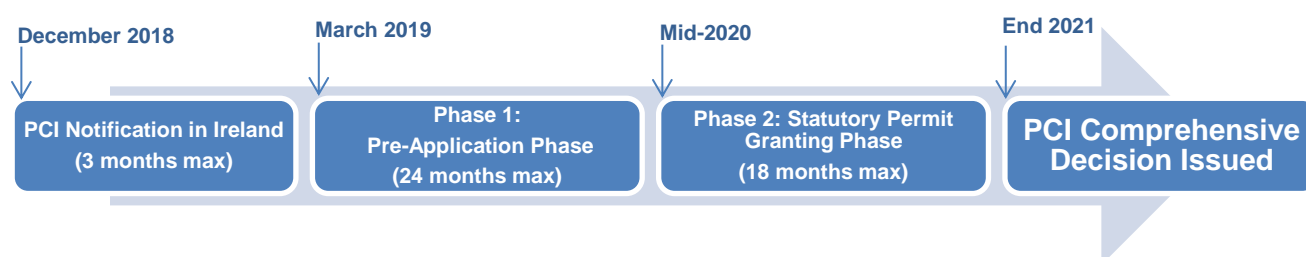 December 2018
March 2019
Mid-2020
End 2021
PCI Notification in Ireland
(3 months max)
Phase 1:
Pre-Application Phase
(24 months max)
Phase 2: Statutory Permit
Granting Phase
(18 months max)
PCI Comprehensive
Decision Issued